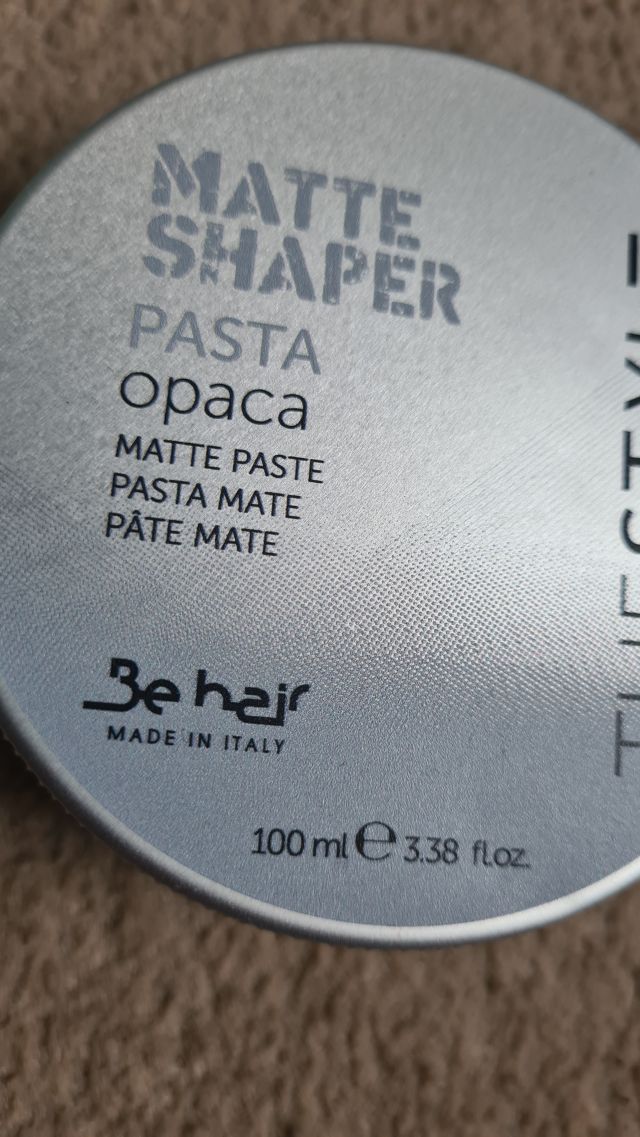 MATTE
SHAPER
PASTA
opaca
MATTE PASTE
PASTA MATE
PÂTE MATE
Be hair
MADE IN ITALY
100 ml ℮ 3.38 fl.oz.